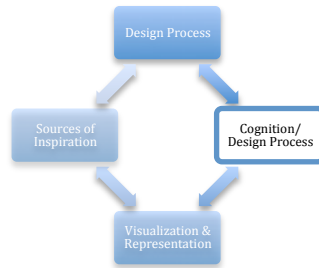 Design Process
Sources of
Inspiration
Cognition/
Design Process
Visualization &
Representation